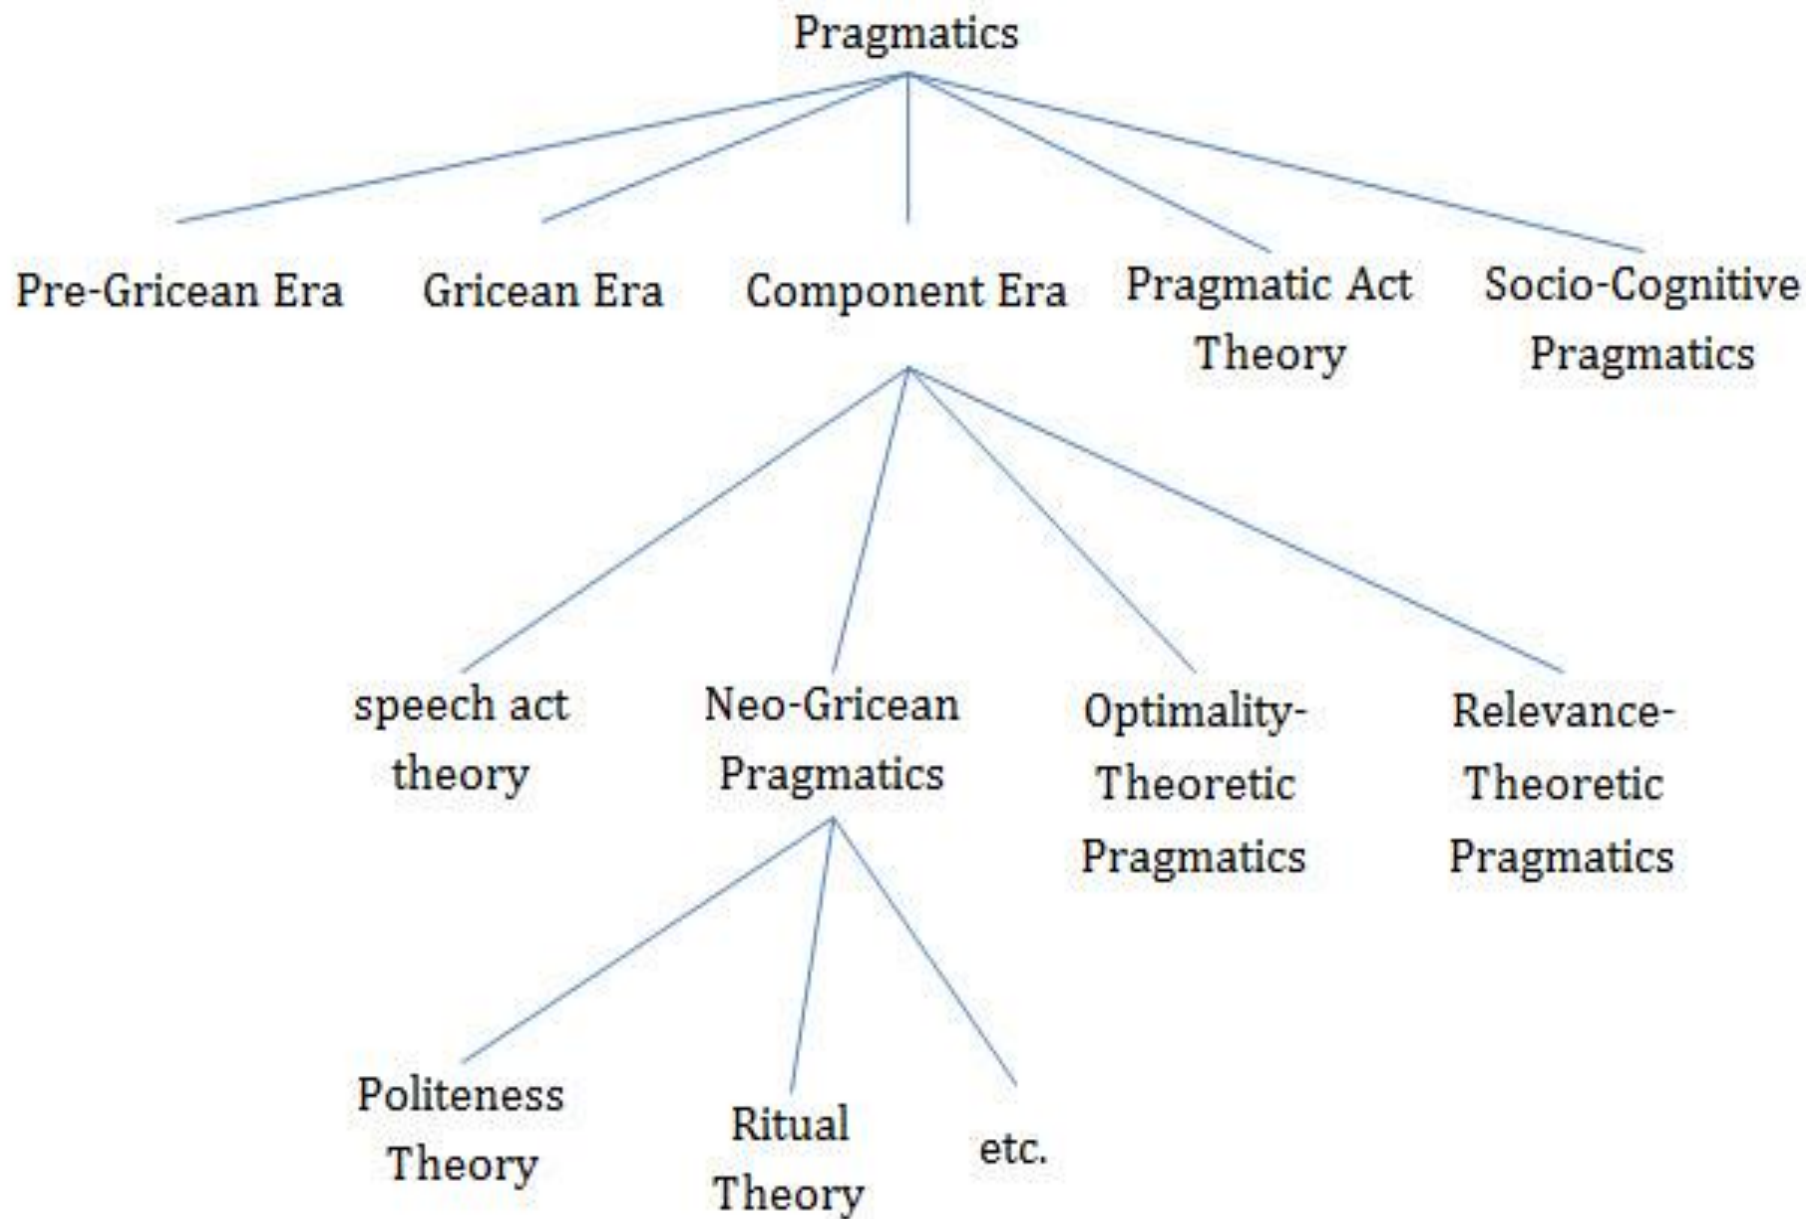 Pragmatics
Pre-Gricean Era
Gricean Era
Component Era
Pragmatic Act
Theory
Socio-Cognitive
Pragmatics
speech act
theory
Neo-Gricean
Pragmatics
Optimality-
Theoretic
Pragmatics
Relevance-
Theoretic
Pragmatics
Politeness
Theory
Ritual
Theory
etc.